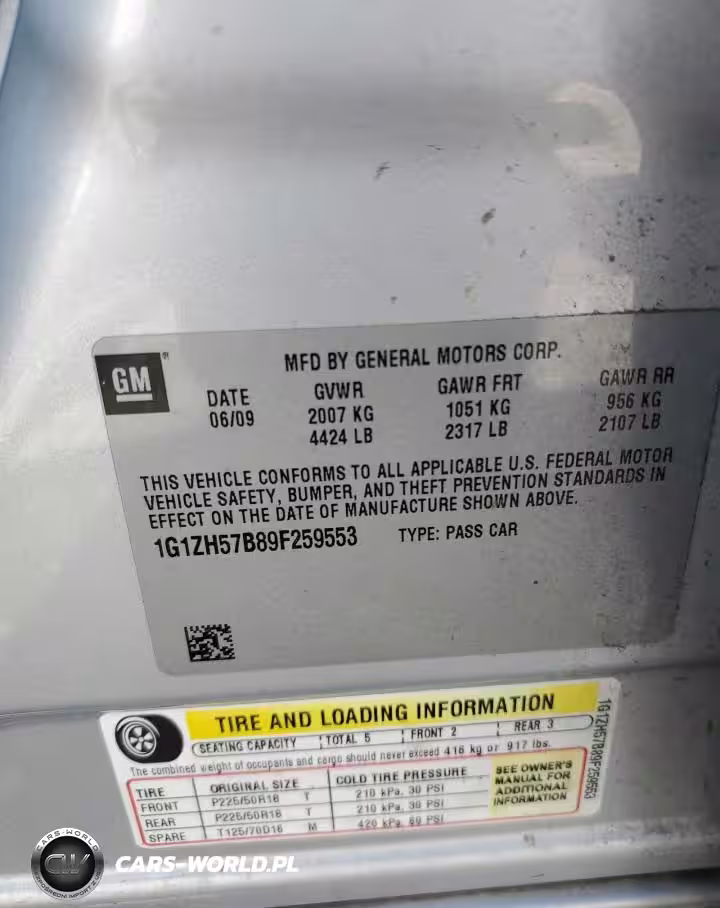 GM
MFD BY GENERAL MOTORS CORP.
DATE GVWR GAWR FRT GAWR RR
06/09 2007 KG 1051 KG 956 KG
4424 LB 2317 LB 2107 LB
THIS VEHICLE CONFORMS TO ALL APPLICABLE U.S. FEDERAL MOTOR
VEHICLE SAFETY, BUMPER, AND THEFT PREVENTION STANDARDS IN
EFFECT ON THE DATE OF MANUFACTURE SHOWN ABOVE.
1G1ZH57B89F259553 TYPE: PASS CAR
TIRE AND LOADING INFORMATION
SEATING CAPACITY TOTAL 5 FRONT 2 REAR 3
The combined weight of occupants and cargo should never exceed 416 kg or 917 lbs.
TIRE ORIGINAL SIZE COLD TIRE PRESSURE
FRONT P225/50R18 T 210 kPa, 30 PSI
REAR P225/50R18 T 210 kPa, 30 PSI
SPARE T125/70D16 M 420 kPa, 60 PSI
SEE OWNER'S
MANUAL FOR
ADDITIONAL
INFORMATION
1G1ZH57B89F259553
CARS-WORLD
CW
CARS-WORLD.PL